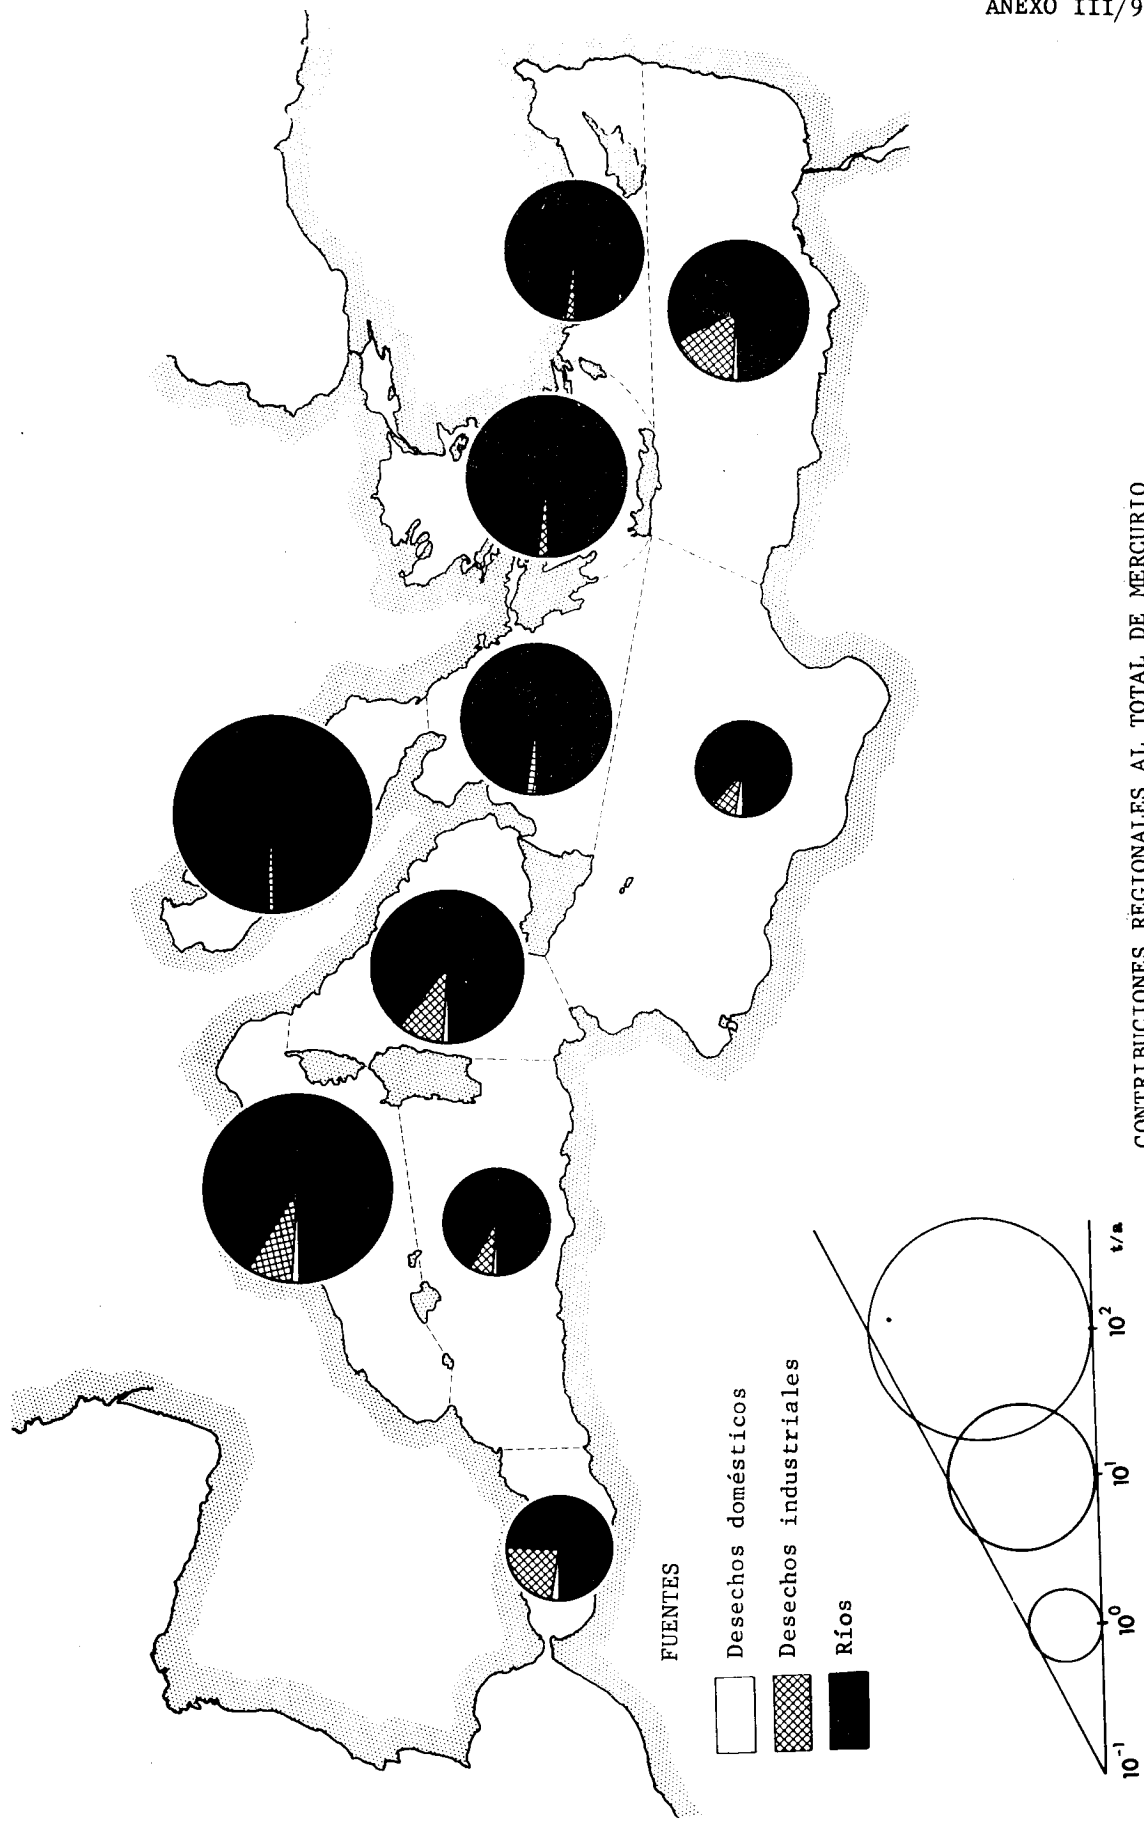 ANEXO III/9
FUENTES
Desechos domésticos
Desechos industriales
Ríos
10⁻¹
10⁰
10¹
10²
t/a
CONTRIBUCIONES REGIONALES AL TOTAL DE MERCURIO